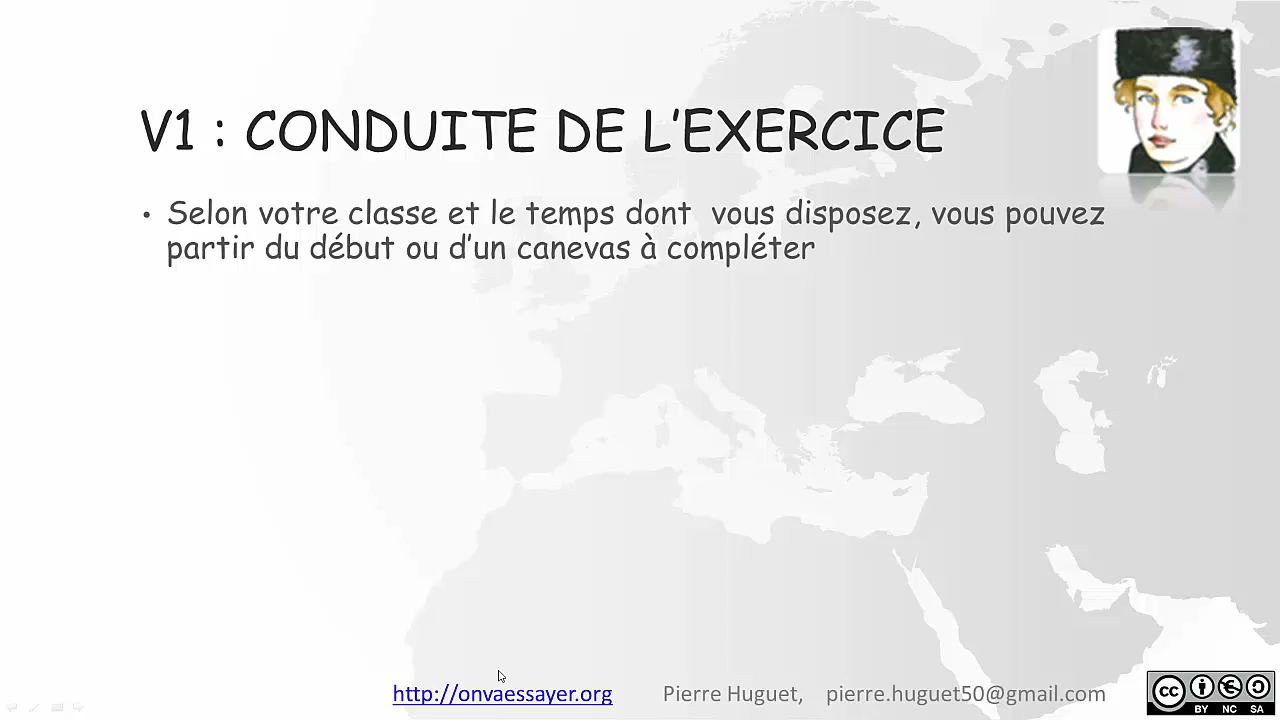 V1 : CONDUITE DE L'EXERCICE
• Selon votre classe et le temps dont vous disposez, vous pouvez
partir du début ou d'un canevas à compléter
http://onvaessayer.org Pierre Huguet, pierre.huguet50@gmail.com
cc
BY NC SA